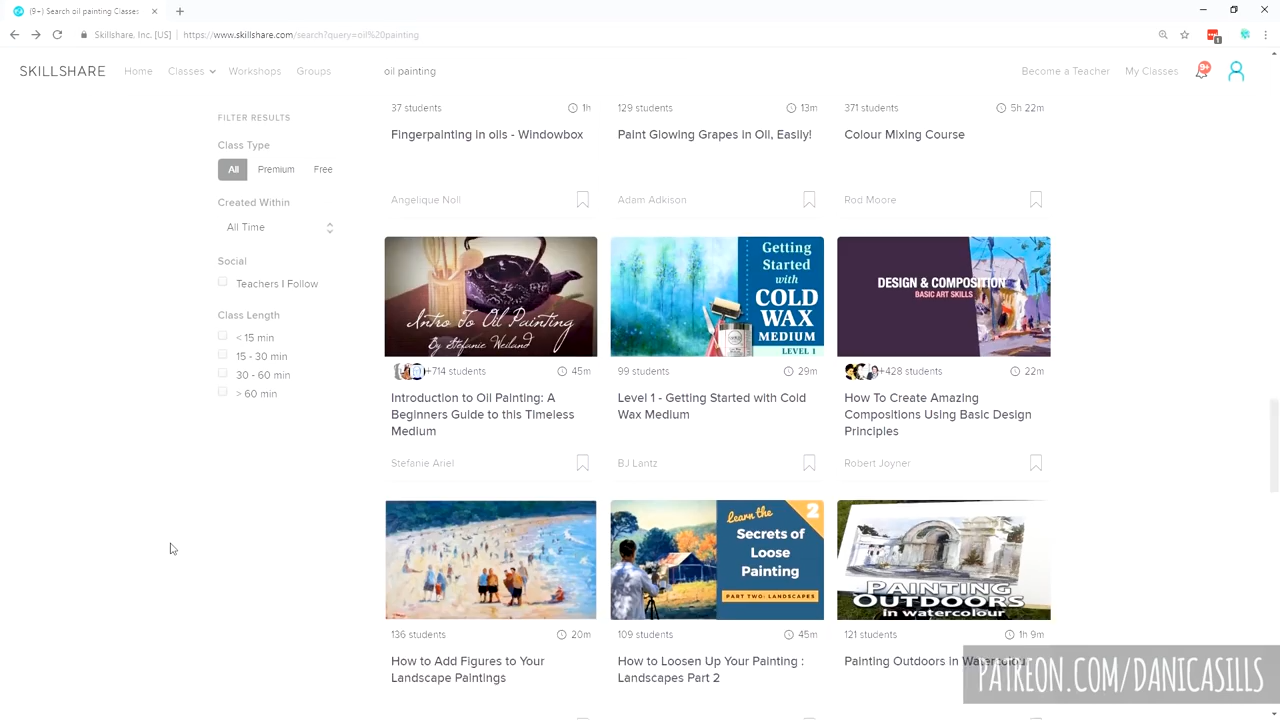 (9+) Search oil painting Classes
Skillshare, Inc. [US]
https://www.skillshare.com/search?query=oil%20painting
1
SKILLSHARE
Home
Classes
Workshops
Groups
oil painting
Become a Teacher
My Classes
9+
FILTER RESULTS
Class Type
All
Premium
Free
Created Within
All Time
Social
Teachers I Follow
Class Length
< 15 min
15 - 30 min
30 - 60 min
> 60 min
37 students
1h
Fingerpainting in oils - Windowbox
Angelique Noll
129 students
13m
Paint Glowing Grapes in Oil, Easily!
Adam Adkison
371 students
5h 22m
Colour Mixing Course
Rod Moore
Intro To Oil Painting
By Stefanie Weiland
+714 students
45m
Introduction to Oil Painting: A
Beginners Guide to this Timeless
Medium
Stefanie Ariel
Getting
Started
with
COLD
WAX
MEDIUM
LEVEL 1
99 students
29m
Level 1 - Getting Started with Cold
Wax Medium
BJ Lantz
DESIGN & COMPOSITION
BASIC ART SKILLS
+428 students
22m
How To Create Amazing
Compositions Using Basic Design
Principles
Robert Joyner
136 students
20m
How to Add Figures to Your
Landscape Paintings
learn the
2
Secrets of
Loose
Painting
PART TWO: LANDSCAPES
109 students
45m
How to Loosen Up Your Painting :
Landscapes Part 2
PAINTING
OUTDOORS
in watercolour
121 students
1h 9m
Painting Outdoors in Watercolour
PATREON.COM/DANICASILLS